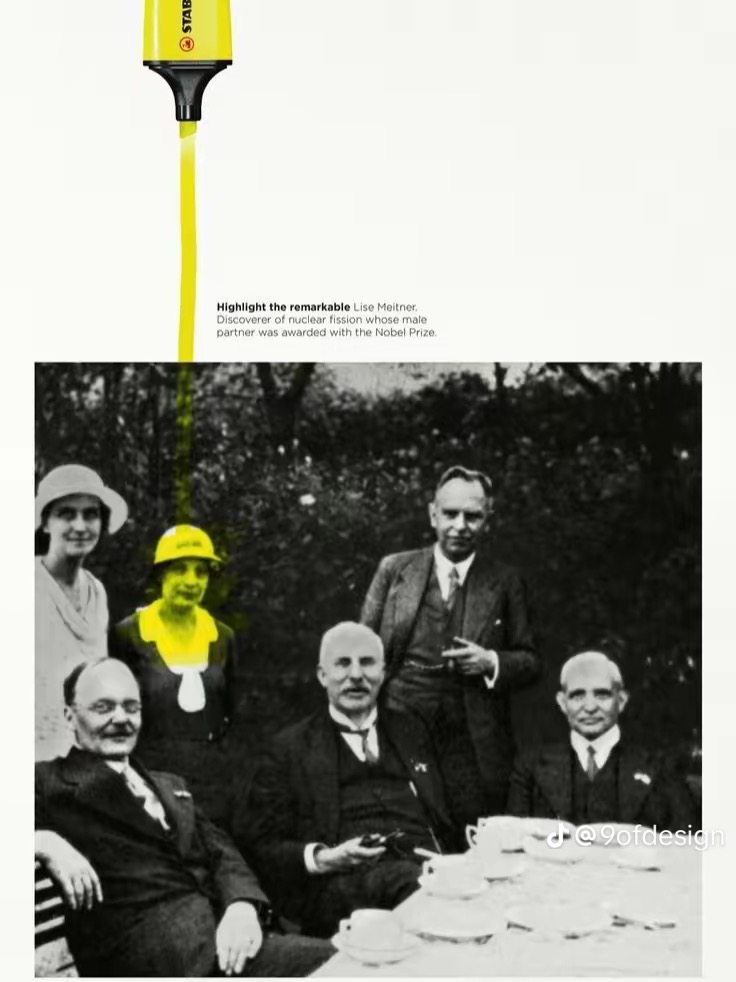 STAB
Highlight the remarkable Lise Meitner.
Discoverer of nuclear fission whose male
partner was awarded with the Nobel Prize.
@9ofdesign